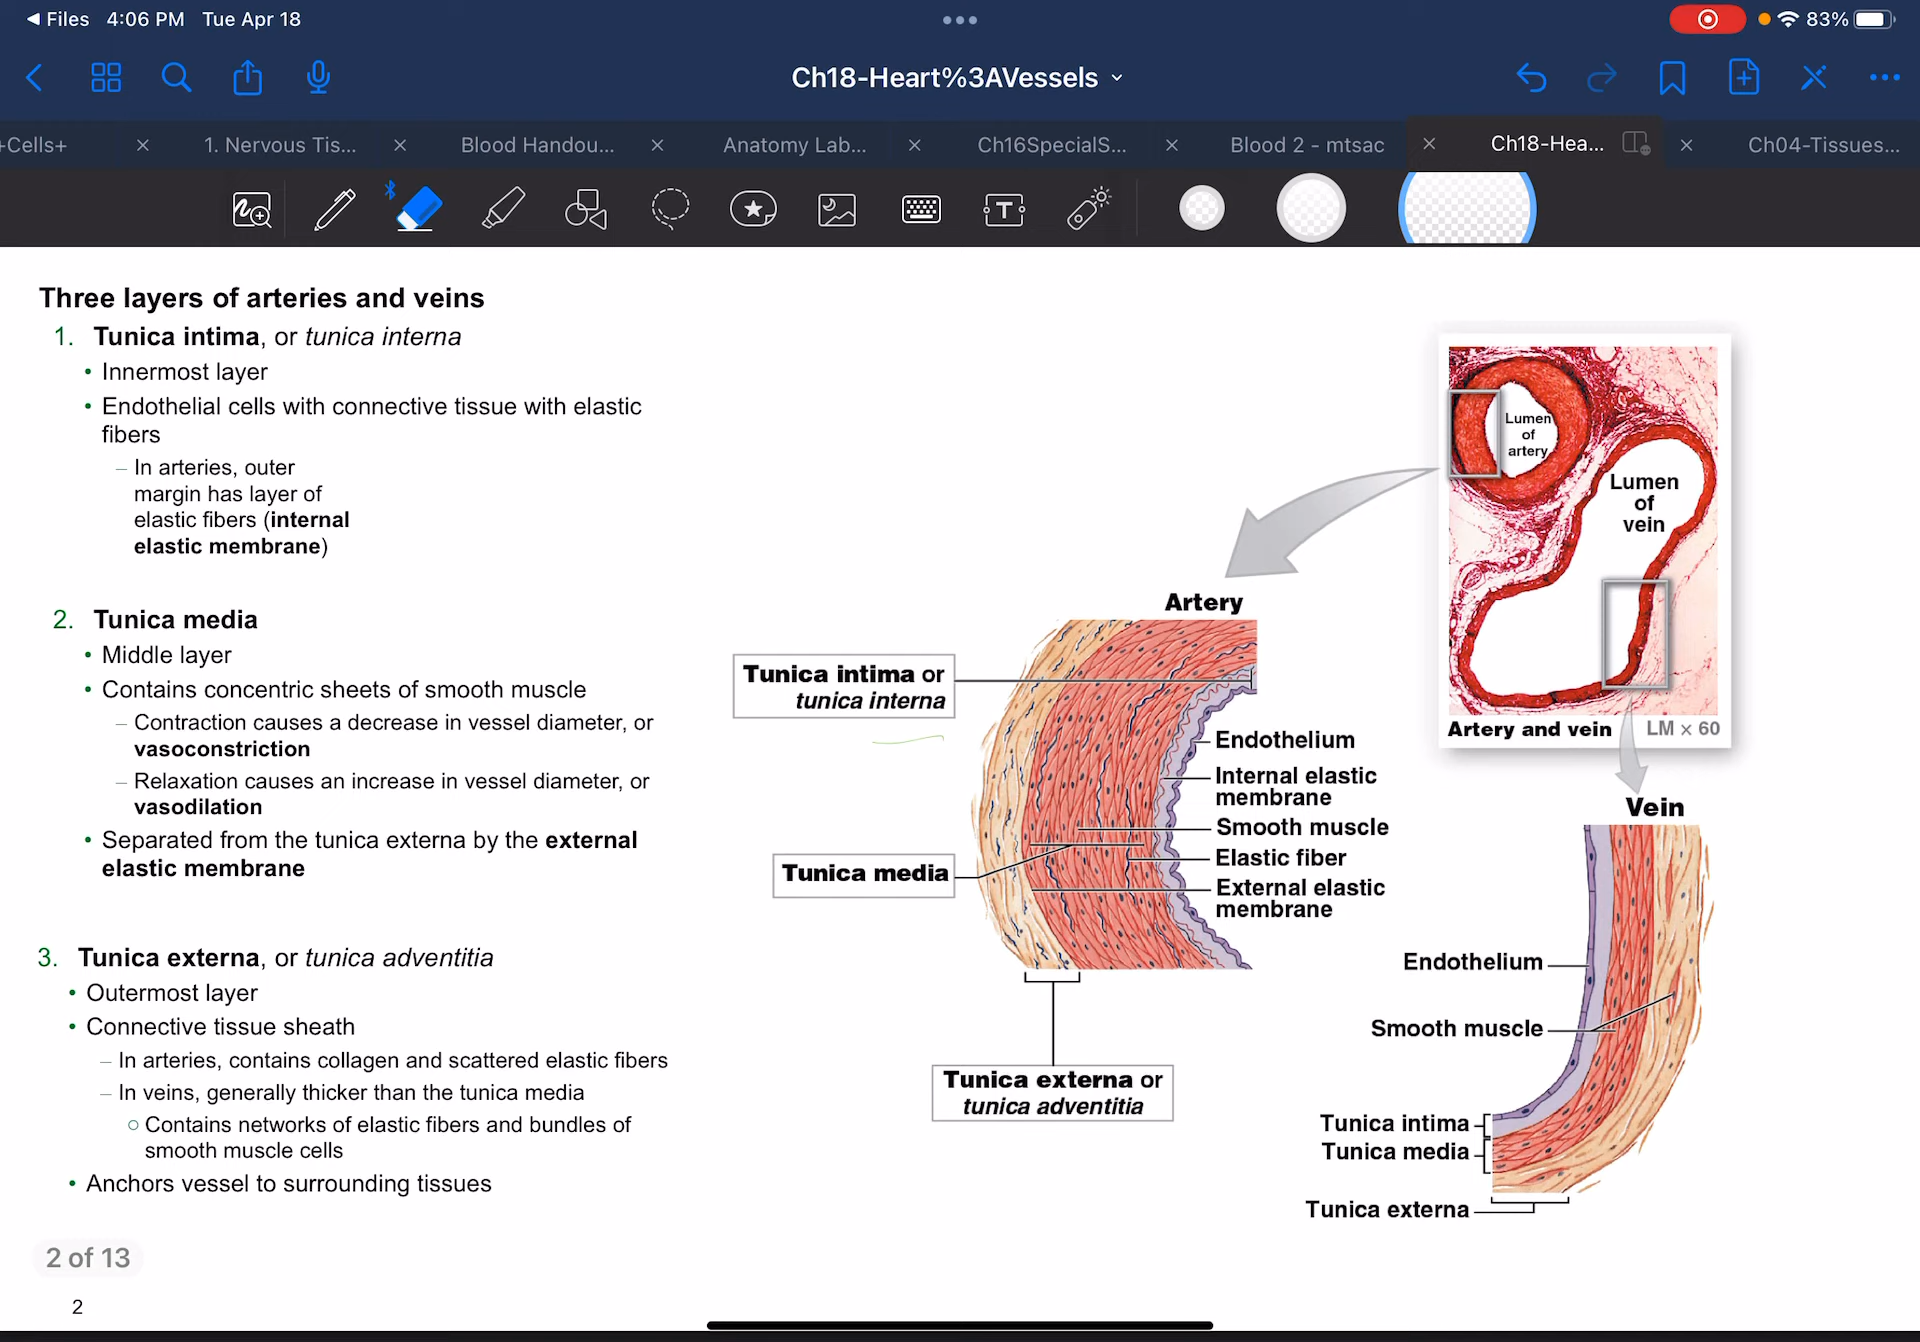 Files 4:06 PM Tue Apr 18
83%
Ch18-Heart%3AVessels
+Cells+
1. Nervous Tis...
Blood Handou...
Anatomy Lab...
Ch16SpecialS...
Blood 2 - mtsac
Ch18-Hea...
Ch04-Tissues...
Three layers of arteries and veins
1. Tunica intima, or tunica interna
• Innermost layer
• Endothelial cells with connective tissue with elastic
fibers
– In arteries, outer
margin has layer of
elastic fibers (internal
elastic membrane)
2. Tunica media
• Middle layer
• Contains concentric sheets of smooth muscle
– Contraction causes a decrease in vessel diameter, or
vasoconstriction
– Relaxation causes an increase in vessel diameter, or
vasodilation
• Separated from the tunica externa by the external
elastic membrane
3. Tunica externa, or tunica adventitia
• Outermost layer
• Connective tissue sheath
– In arteries, contains collagen and scattered elastic fibers
– In veins, generally thicker than the tunica media
○ Contains networks of elastic fibers and bundles of
smooth muscle cells
• Anchors vessel to surrounding tissues
2 of 13
2
Lumen
of
artery
Lumen
of
vein
Artery and vein LM × 60
Artery
Tunica intima or
tunica interna
Endothelium
Internal elastic
membrane
Smooth muscle
Elastic fiber
External elastic
membrane
Tunica media
Tunica externa or
tunica adventitia
Vein
Endothelium
Smooth muscle
Tunica intima
Tunica media
Tunica externa